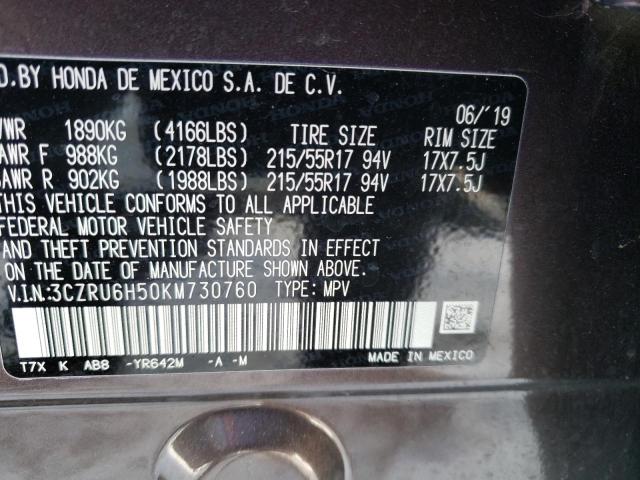 D.BY HONDA DE MEXICO S.A. DE C.V.
06/'19
VWR 1890KG (4166LBS) TIRE SIZE RIM SIZE
AWR F 988KG (2178LBS) 215/55R17 94V 17X7.5J
AWR R 902KG (1988LBS) 215/55R17 94V 17X7.5J
THIS VEHICLE CONFORMS TO ALL APPLICABLE
FEDERAL MOTOR VEHICLE SAFETY
AND THEFT PREVENTION STANDARDS IN EFFECT
ON THE DATE OF MANUFACTURE SHOWN ABOVE.
V.I.N:3CZRU6H50KM730760 TYPE: MPV
T7X K AB8 -YR642M -A -M
MADE IN MEXICO